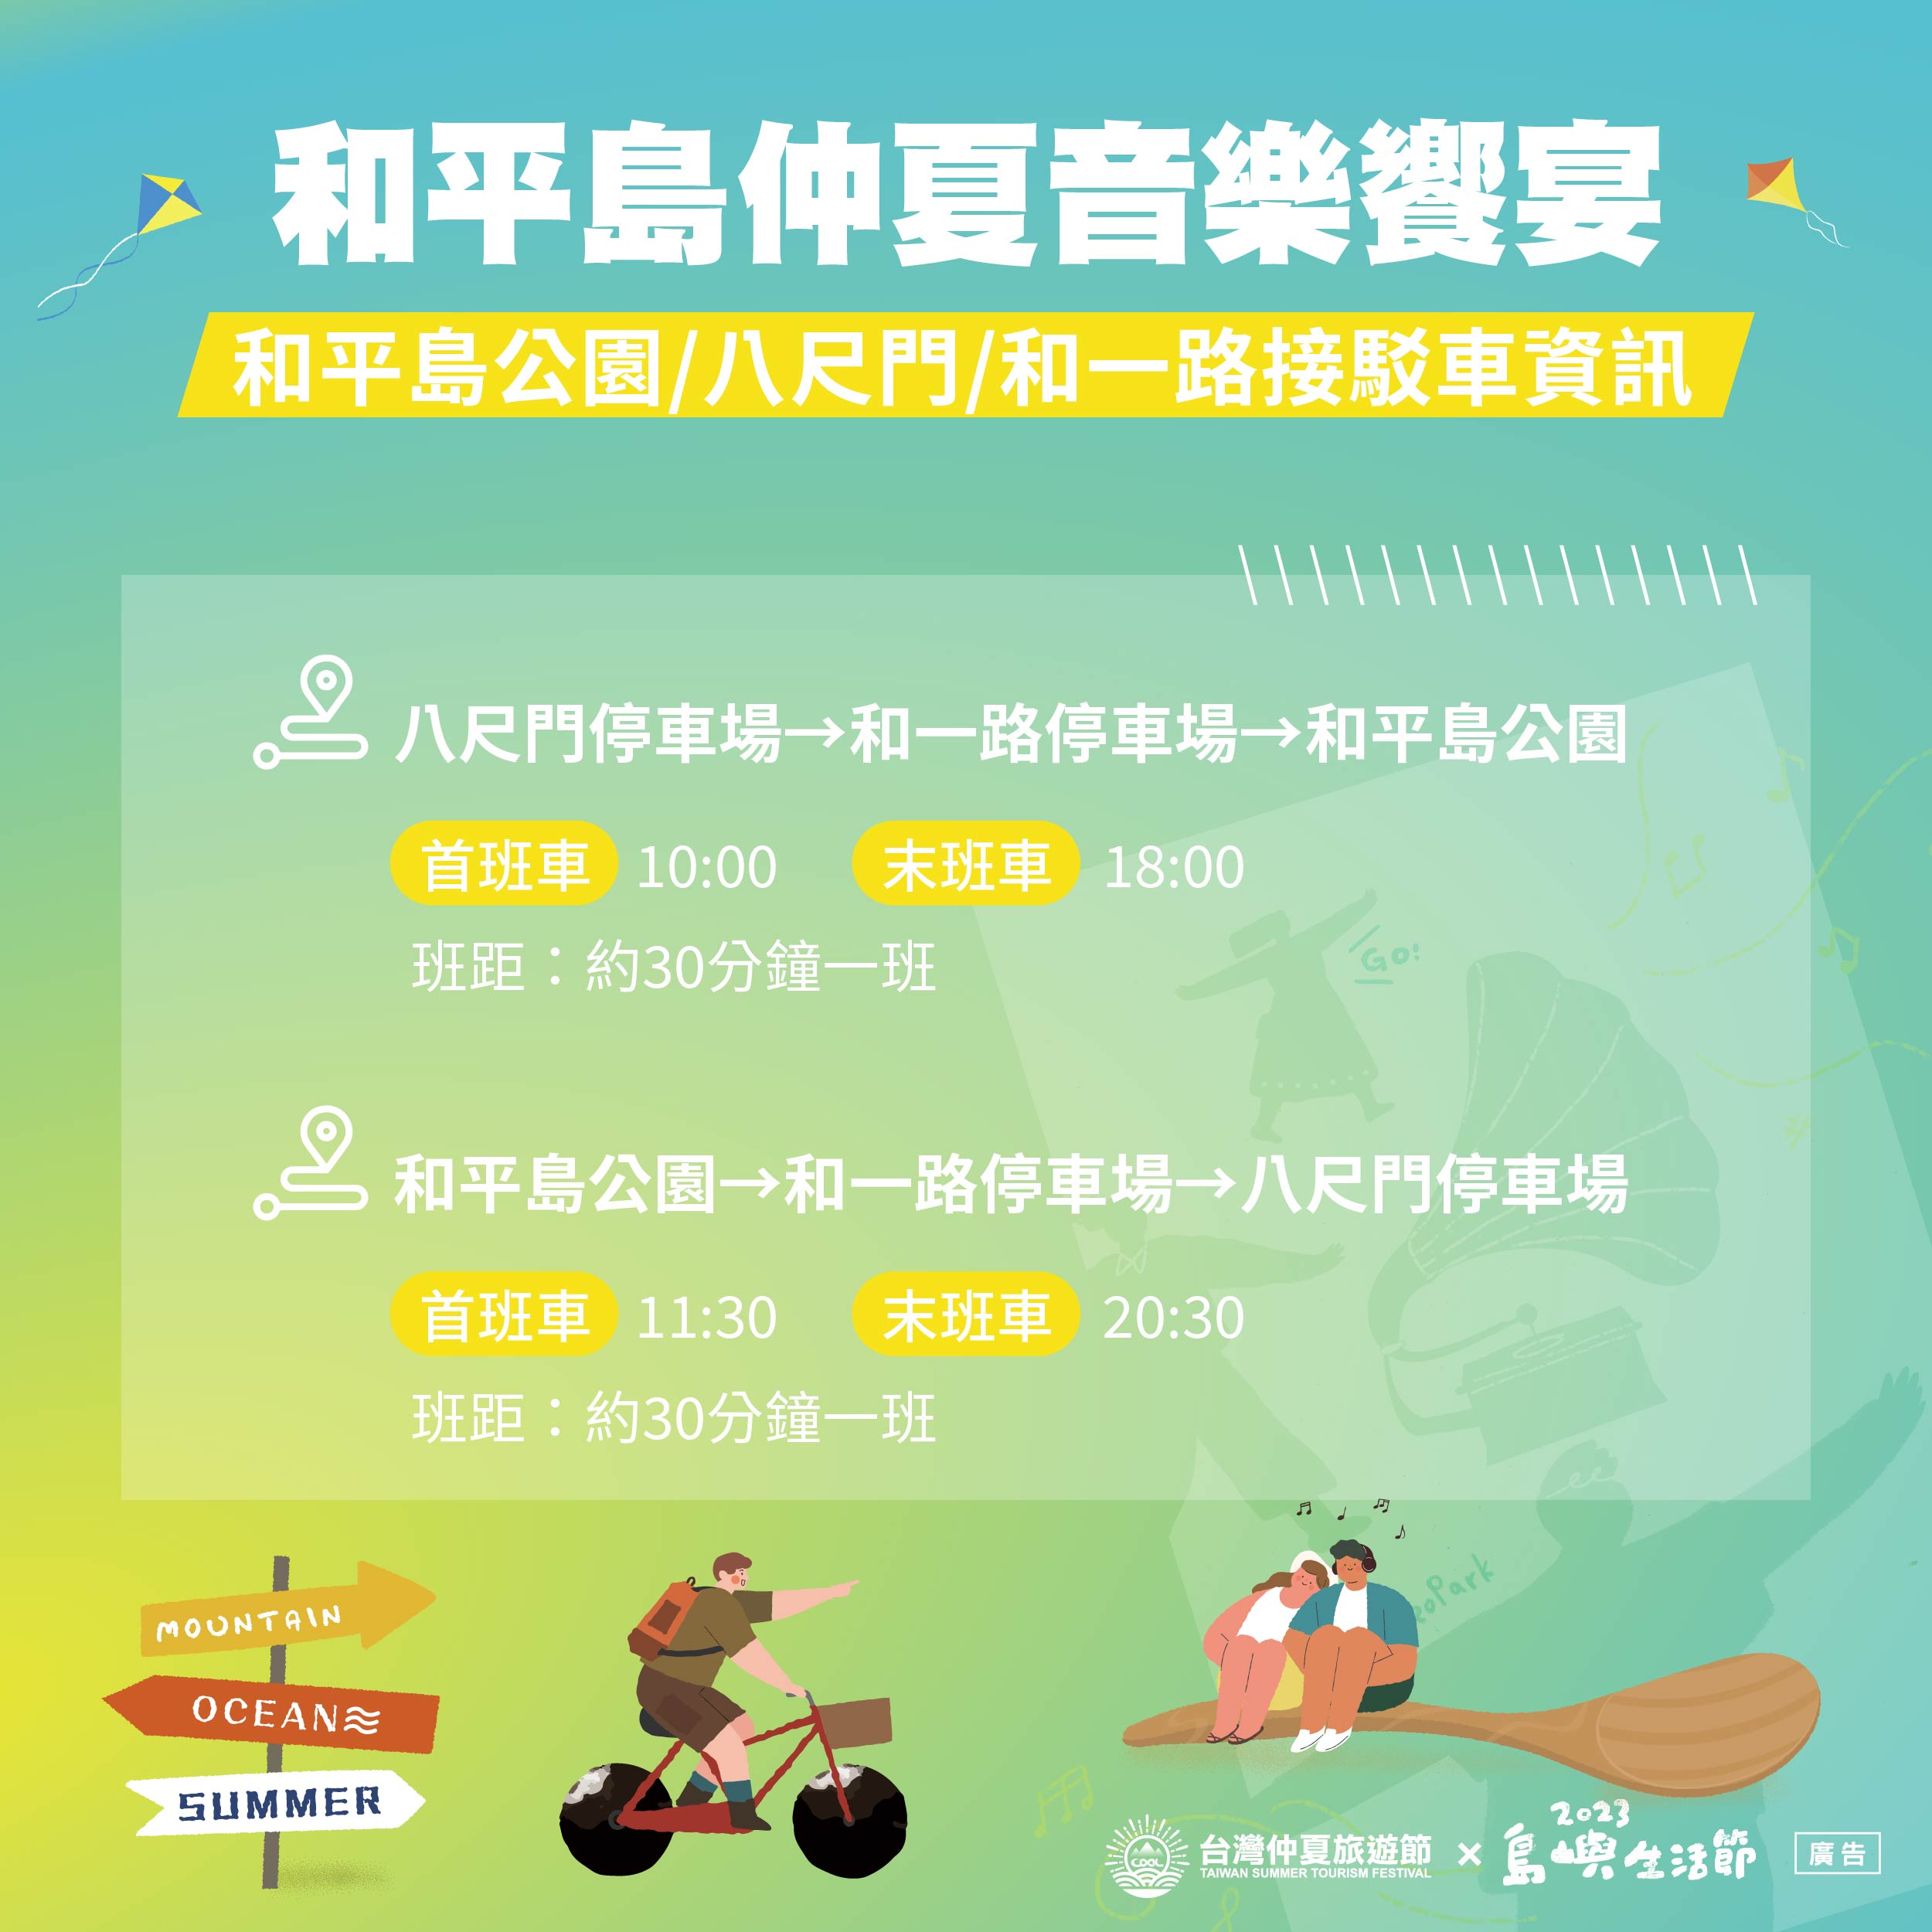 和平島仲夏音樂饗宴
和平島公園/八尺門/和一路接駁車資訊
八尺門停車場→和一路停車場→和平島公園
首班車 10:00 末班車 18:00
班距：約30分鐘一班
Go!
和平島公園→和一路停車場→八尺門停車場
首班車 11:30 末班車 20:30
班距：約30分鐘一班
MOUNTAIN
OCEAN
SUMMER
COOL
台灣仲夏旅遊節
TAIWAN SUMMER TOURISM FESTIVAL
×
2023
島嶼生活節
廣告